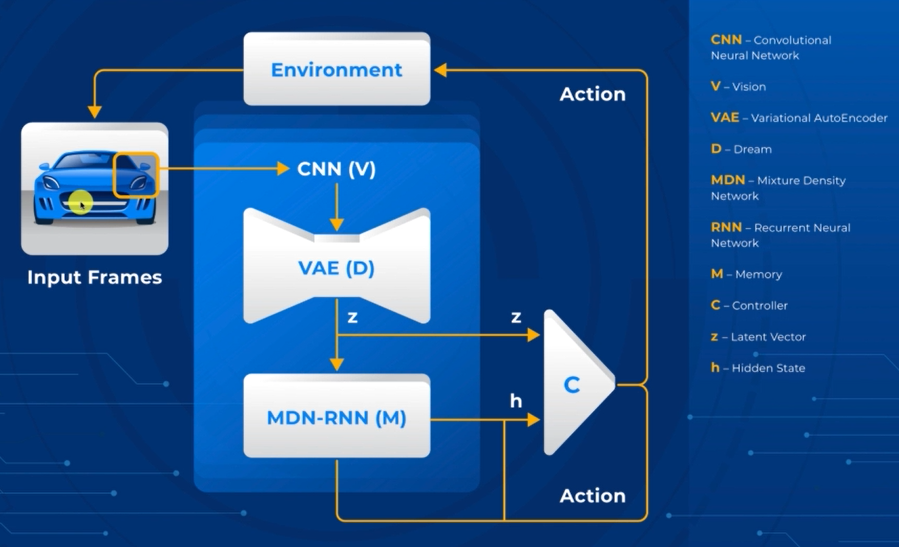 Environment
Action
CNN (V)
Input Frames
VAE (D)
z
z
C
h
MDN-RNN (M)
Action
CNN – Convolutional
Neural Network
V – Vision
VAE – Variational AutoEncoder
D – Dream
MDN – Mixture Density
Network
RNN – Recurrent Neural
Network
M – Memory
C – Controller
z – Latent Vector
h – Hidden State